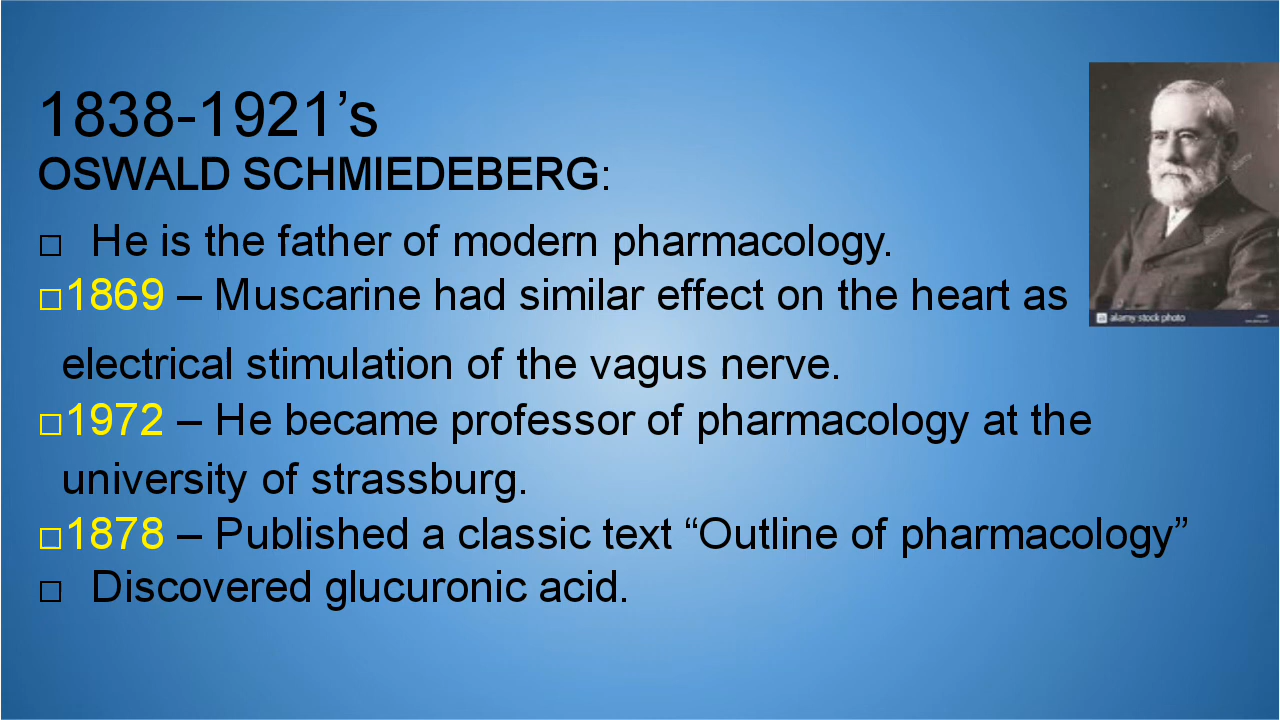 1838-1921’s
OSWALD SCHMIEDEBERG:
□ He is the father of modern pharmacology.
□1869 – Muscarine had similar effect on the heart as
electrical stimulation of the vagus nerve.
□1972 – He became professor of pharmacology at the
university of strassburg.
□1878 – Published a classic text “Outline of pharmacology”
□ Discovered glucuronic acid.
alamy stock photo